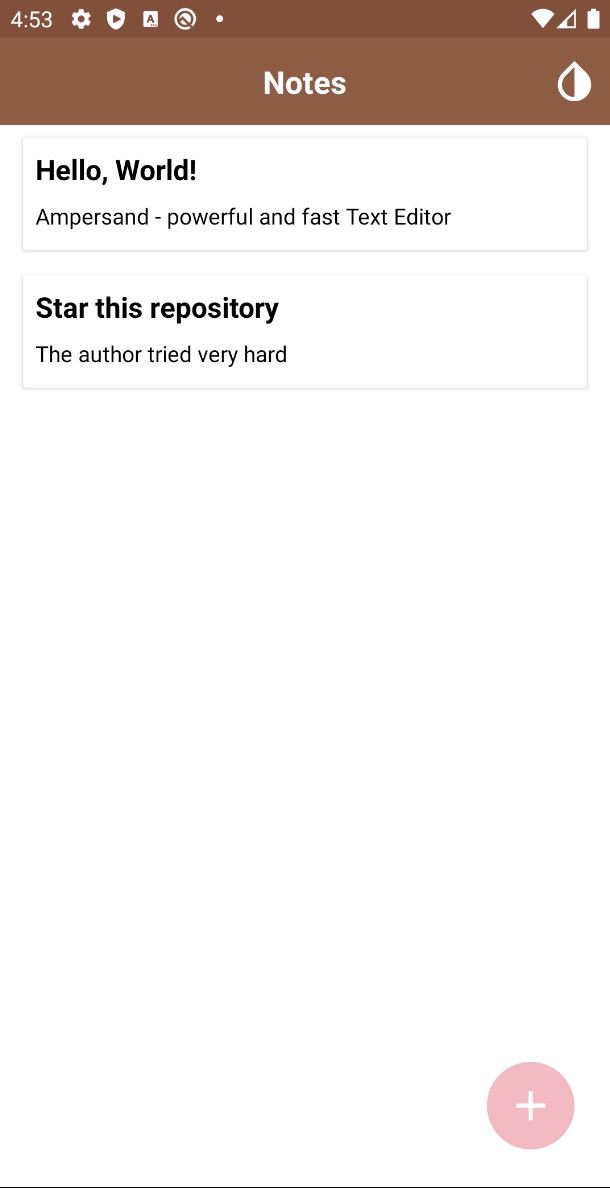 4:53
Notes
Hello, World!
Ampersand - powerful and fast Text Editor
Star this repository
The author tried very hard